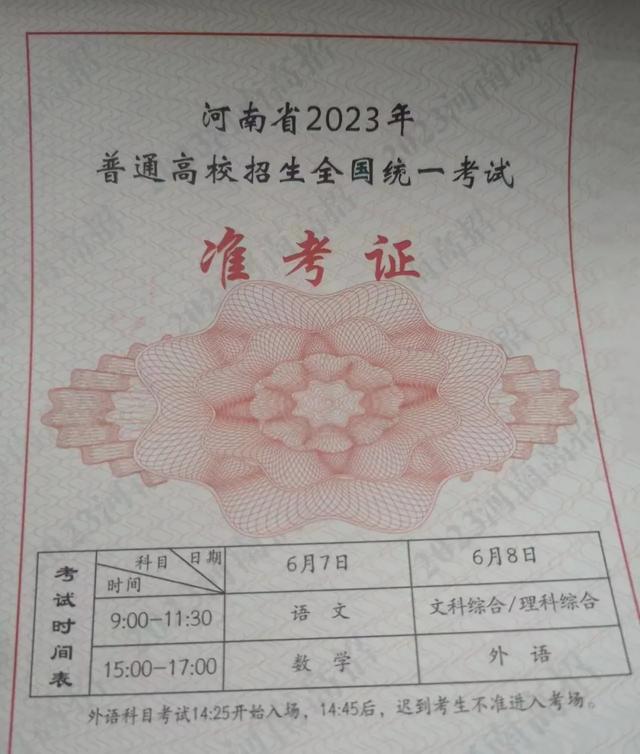 河南省2023年
普通高校招生全国统一考试
准考证
考试时间表
科目 日期 6月7日 6月8日
时间
9:00-11:30 语文 文科综合/理科综合
15:00-17:00 数学 外语
外语科目考试14:25开始入场，14:45后，迟到考生不准进入考场。